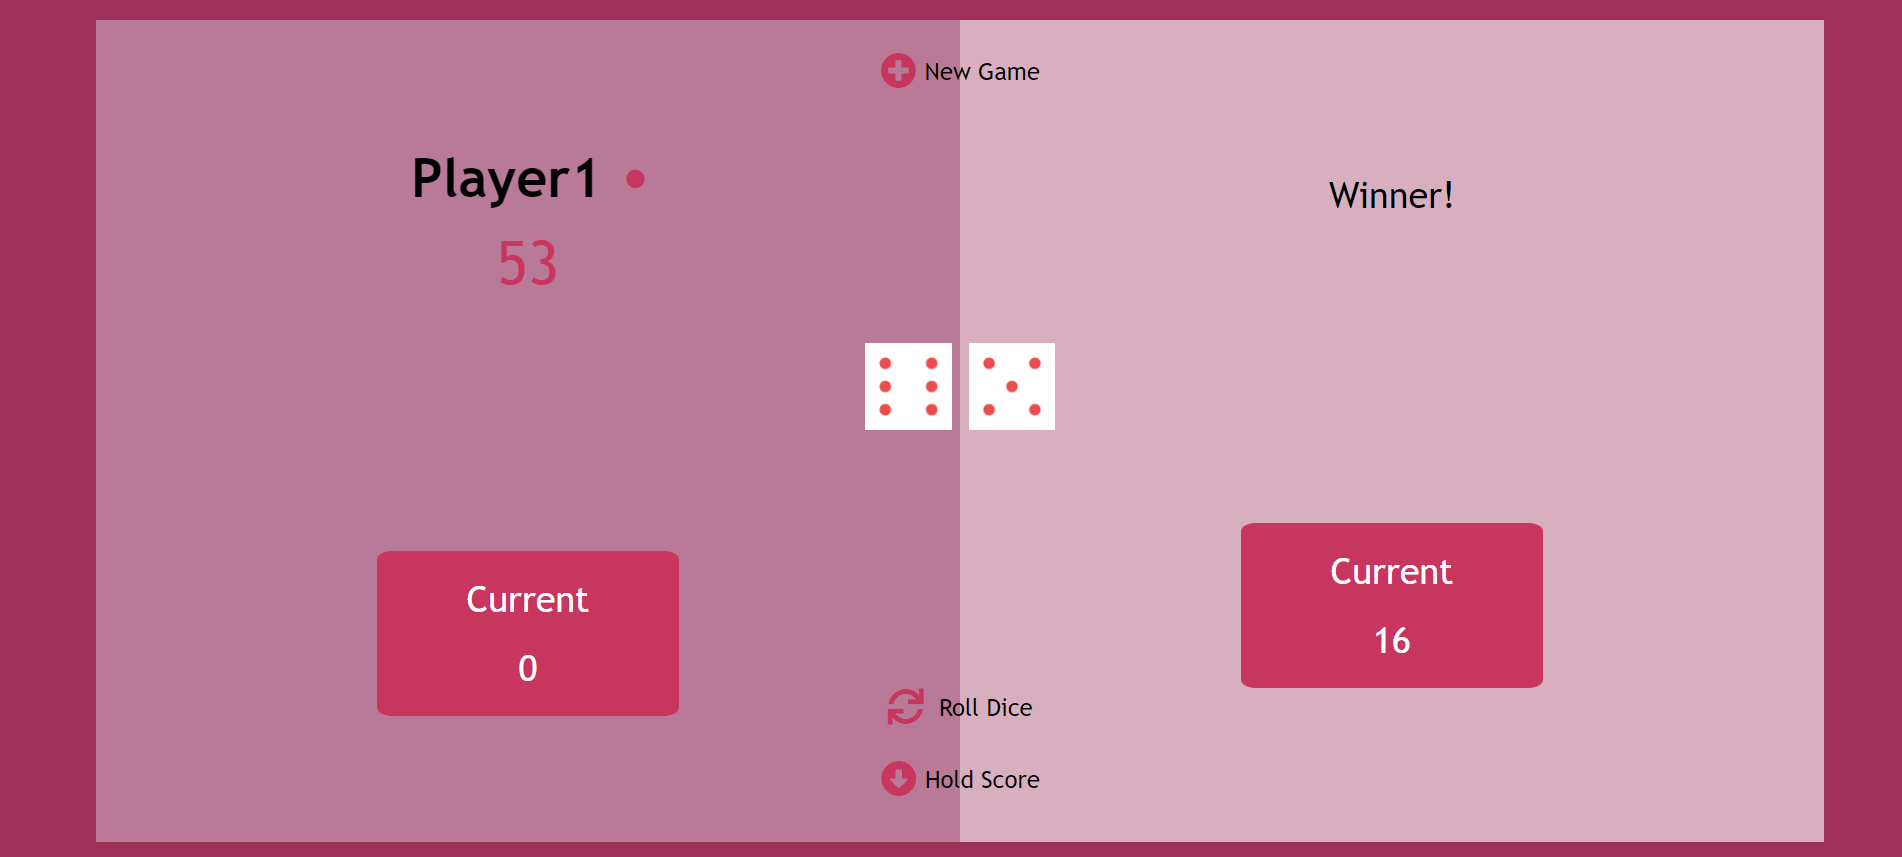 New Game
Player1
53
Winner!
Current
0
Current
16
Roll Dice
Hold Score